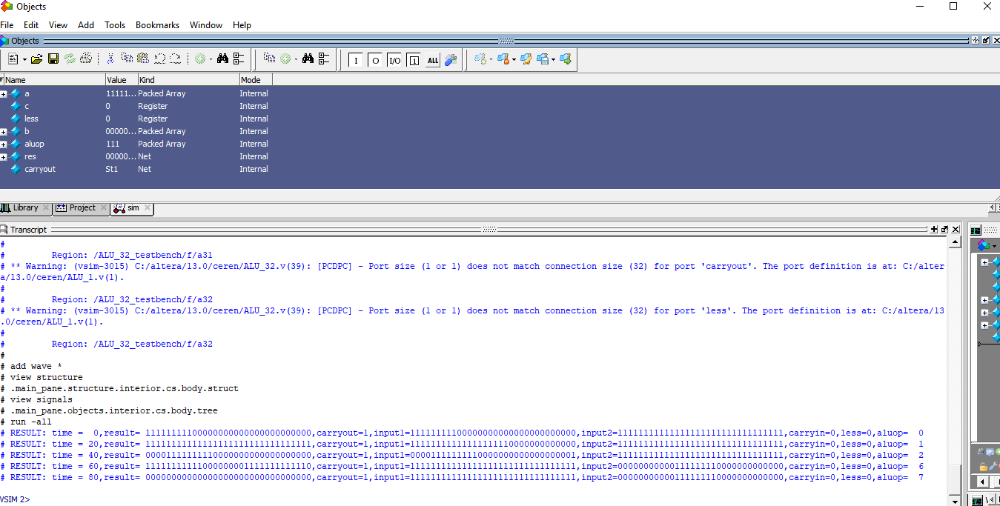 Objects
File Edit View Add Tools Bookmarks Window Help
Objects
I O I/O i ALL
Name Value Kind Mode
a 11111... Packed Array Internal
c 0 Register Internal
less 0 Register Internal
b 00000... Packed Array Internal
aluop 111 Packed Array Internal
res 00000... Net Internal
carryout St1 Net Internal
Library Project sim
Transcript
#
# Region: /ALU_32_testbench/f/a31
# ** Warning: (vsim-3015) C:/altera/13.0/ceren/ALU_32.v(39): [PCDPC] - Port size (1 or 1) does not match connection size (32) for port 'carryout'. The port definition is at: C:/alter
a/13.0/ceren/ALU_1.v(1).
#
# Region: /ALU_32_testbench/f/a32
# ** Warning: (vsim-3015) C:/altera/13.0/ceren/ALU_32.v(39): [PCDPC] - Port size (1 or 1) does not match connection size (32) for port 'less'. The port definition is at: C:/altera/13
.0/ceren/ALU_1.v(1).
#
# Region: /ALU_32_testbench/f/a32
#
# add wave *
# view structure
# .main_pane.structure.interior.cs.body.struct
# view signals
# .main_pane.objects.interior.cs.body.tree
# run -all
# RESULT: time = 0,result= 11111111100000000000000000000000,carryout=1,input1=11111111100000000000000000000000,input2=11111111111111111111111111111111,carryin=0,less=0,aluop= 0
# RESULT: time = 20,result= 11111111111111111111111111111111,carryout=1,input1=11111111111111111110000000000000,input2=11111111111111111111111111111111,carryin=0,less=0,aluop= 1
# RESULT: time = 40,result= 00001111111110000000000000000000,carryout=1,input1=00001111111110000000000000000001,input2=11111111111111111111111111111111,carryin=0,less=0,aluop= 2
# RESULT: time = 60,result= 11111111111000000001111111111110,carryout=1,input1=11111111111111111111111111111111,input2=00000000000111111110000000000000,carryin=0,less=0,aluop= 6
# RESULT: time = 80,result= 00000000000000000000000000000000,carryout=1,input1=11111111111111111111111111111111,input2=00000000000111111110000000000000,carryin=0,less=0,aluop= 7
VSIM 2>